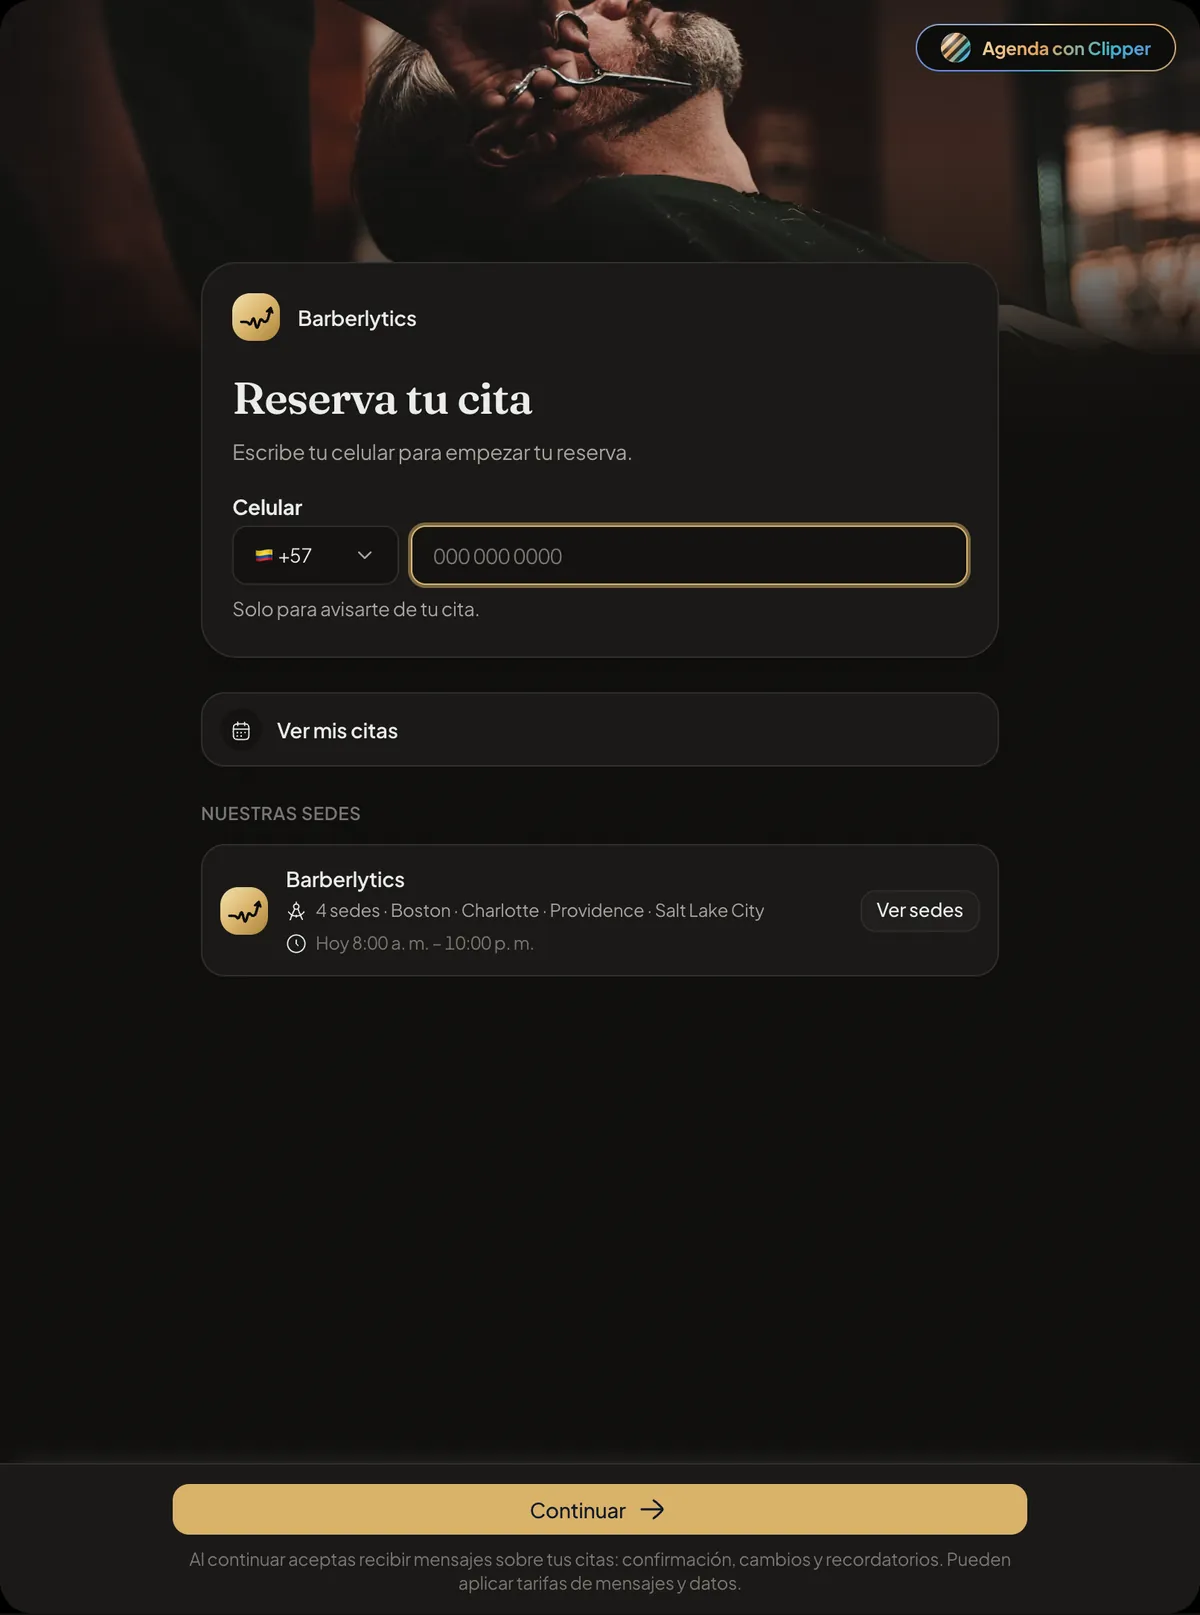 Agenda con Clipper
Barberlytics
Reserva tu cita
Escribe tu celular para empezar tu reserva.
Celular
+57
000 000 0000
Solo para avisarte de tu cita.
Ver mis citas
NUESTRAS SEDES
Barberlytics
4 sedes · Boston · Charlotte · Providence · Salt Lake City
Ver sedes
Hoy 8:00 a. m. – 10:00 p. m.
Continuar
Al continuar aceptas recibir mensajes sobre tus citas: confirmación, cambios y recordatorios. Pueden
aplicar tarifas de mensajes y datos.